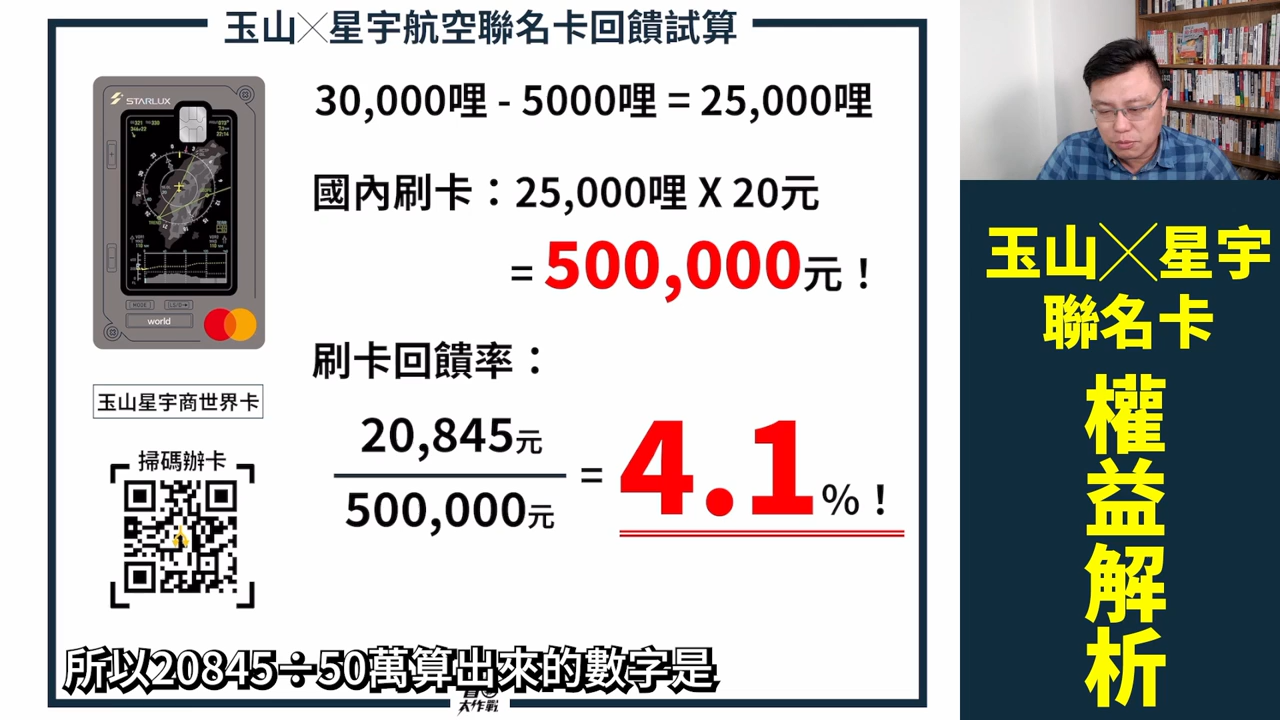 玉山╳星宇航空聯名卡回饋試算
STARLUX
30,000哩 - 5000哩 = 25,000哩
國內刷卡：25,000哩 X 20元
= 500,000元！
刷卡回饋率：
20,845元
500,000元
= 4.1%！
world
玉山星宇商世界卡
掃碼辦卡
所以20845÷50萬算出來的數字是
大作戰
玉山╳星宇
聯名卡
權益解析